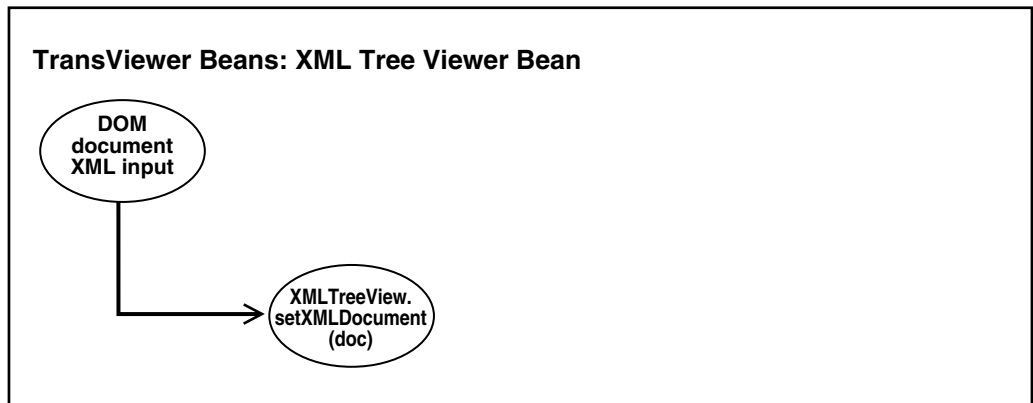 TransViewer Beans: XML Tree Viewer Bean
DOM
document
XML input
XMLTreeView.
setXMLDocument
(doc)